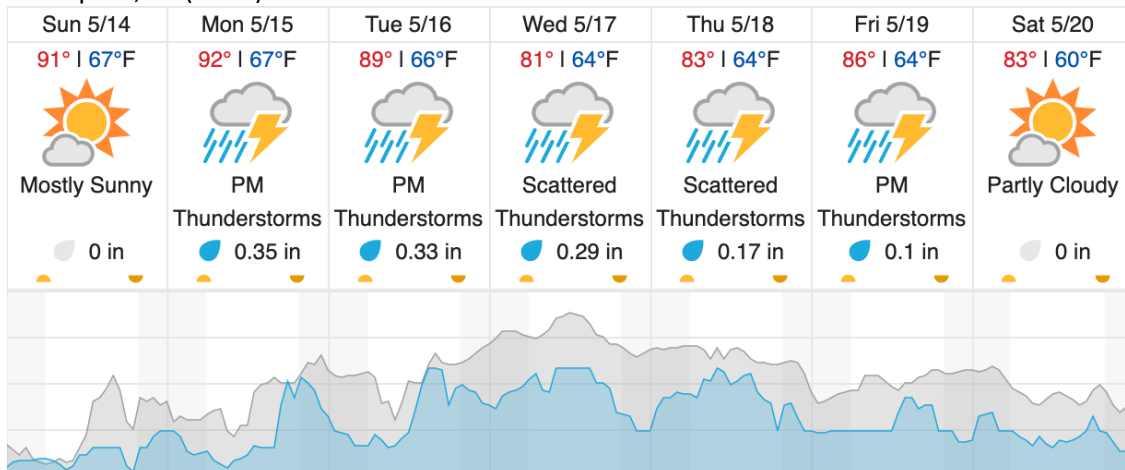 Sun 5/14 Mon 5/15 Tue 5/16 Wed 5/17 Thu 5/18 Fri 5/19 Sat 5/20
91° | 67°F 92° | 67°F 89° | 66°F 81° | 64°F 83° | 64°F 86° | 64°F 83° | 60°F
Mostly Sunny PM PM Scattered Scattered PM Partly Cloudy
Thunderstorms Thunderstorms Thunderstorms Thunderstorms Thunderstorms
0 in 0.35 in 0.33 in 0.29 in 0.17 in 0.1 in 0 in